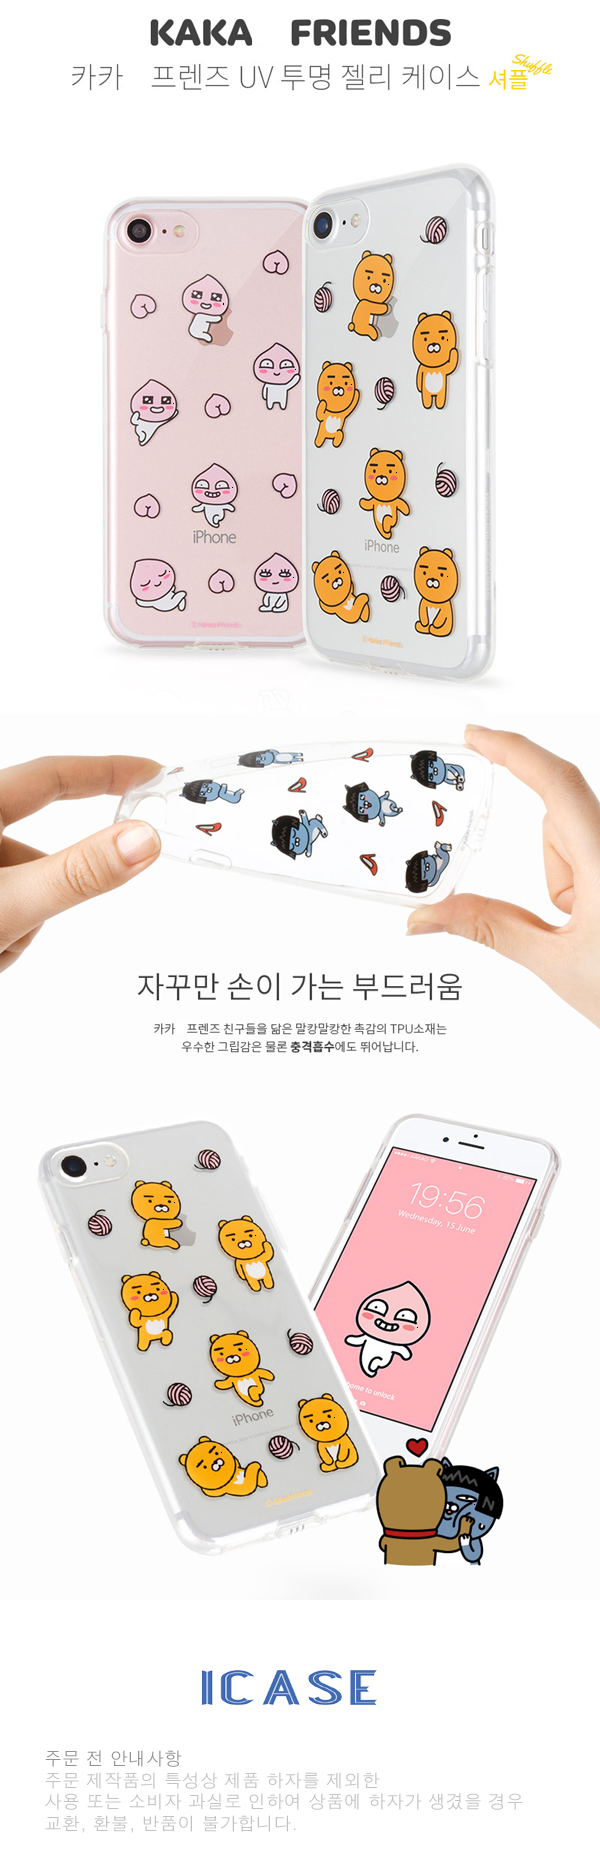 KAKA FRIENDS
카카 프렌즈 UV 투명 젤리 케이스 셔플
Shuffle
iPhone
iPhone
자꾸만 손이 가는 부드러움
카카 프렌즈 친구들을 닮은 말캉말캉한 촉감의 TPU소재는
우수한 그립감은 물론 충격흡수에도 뛰어납니다.
19:56
Wednesday, 15 June
home to unlock
iPhone
ICASE
주문 전 안내사항
주문 제작품의 특성상 제품 하자를 제외한
사용 또는 소비자 과실로 인하여 상품에 하자가 생겼을 경우
교환, 환불, 반품이 불가합니다.